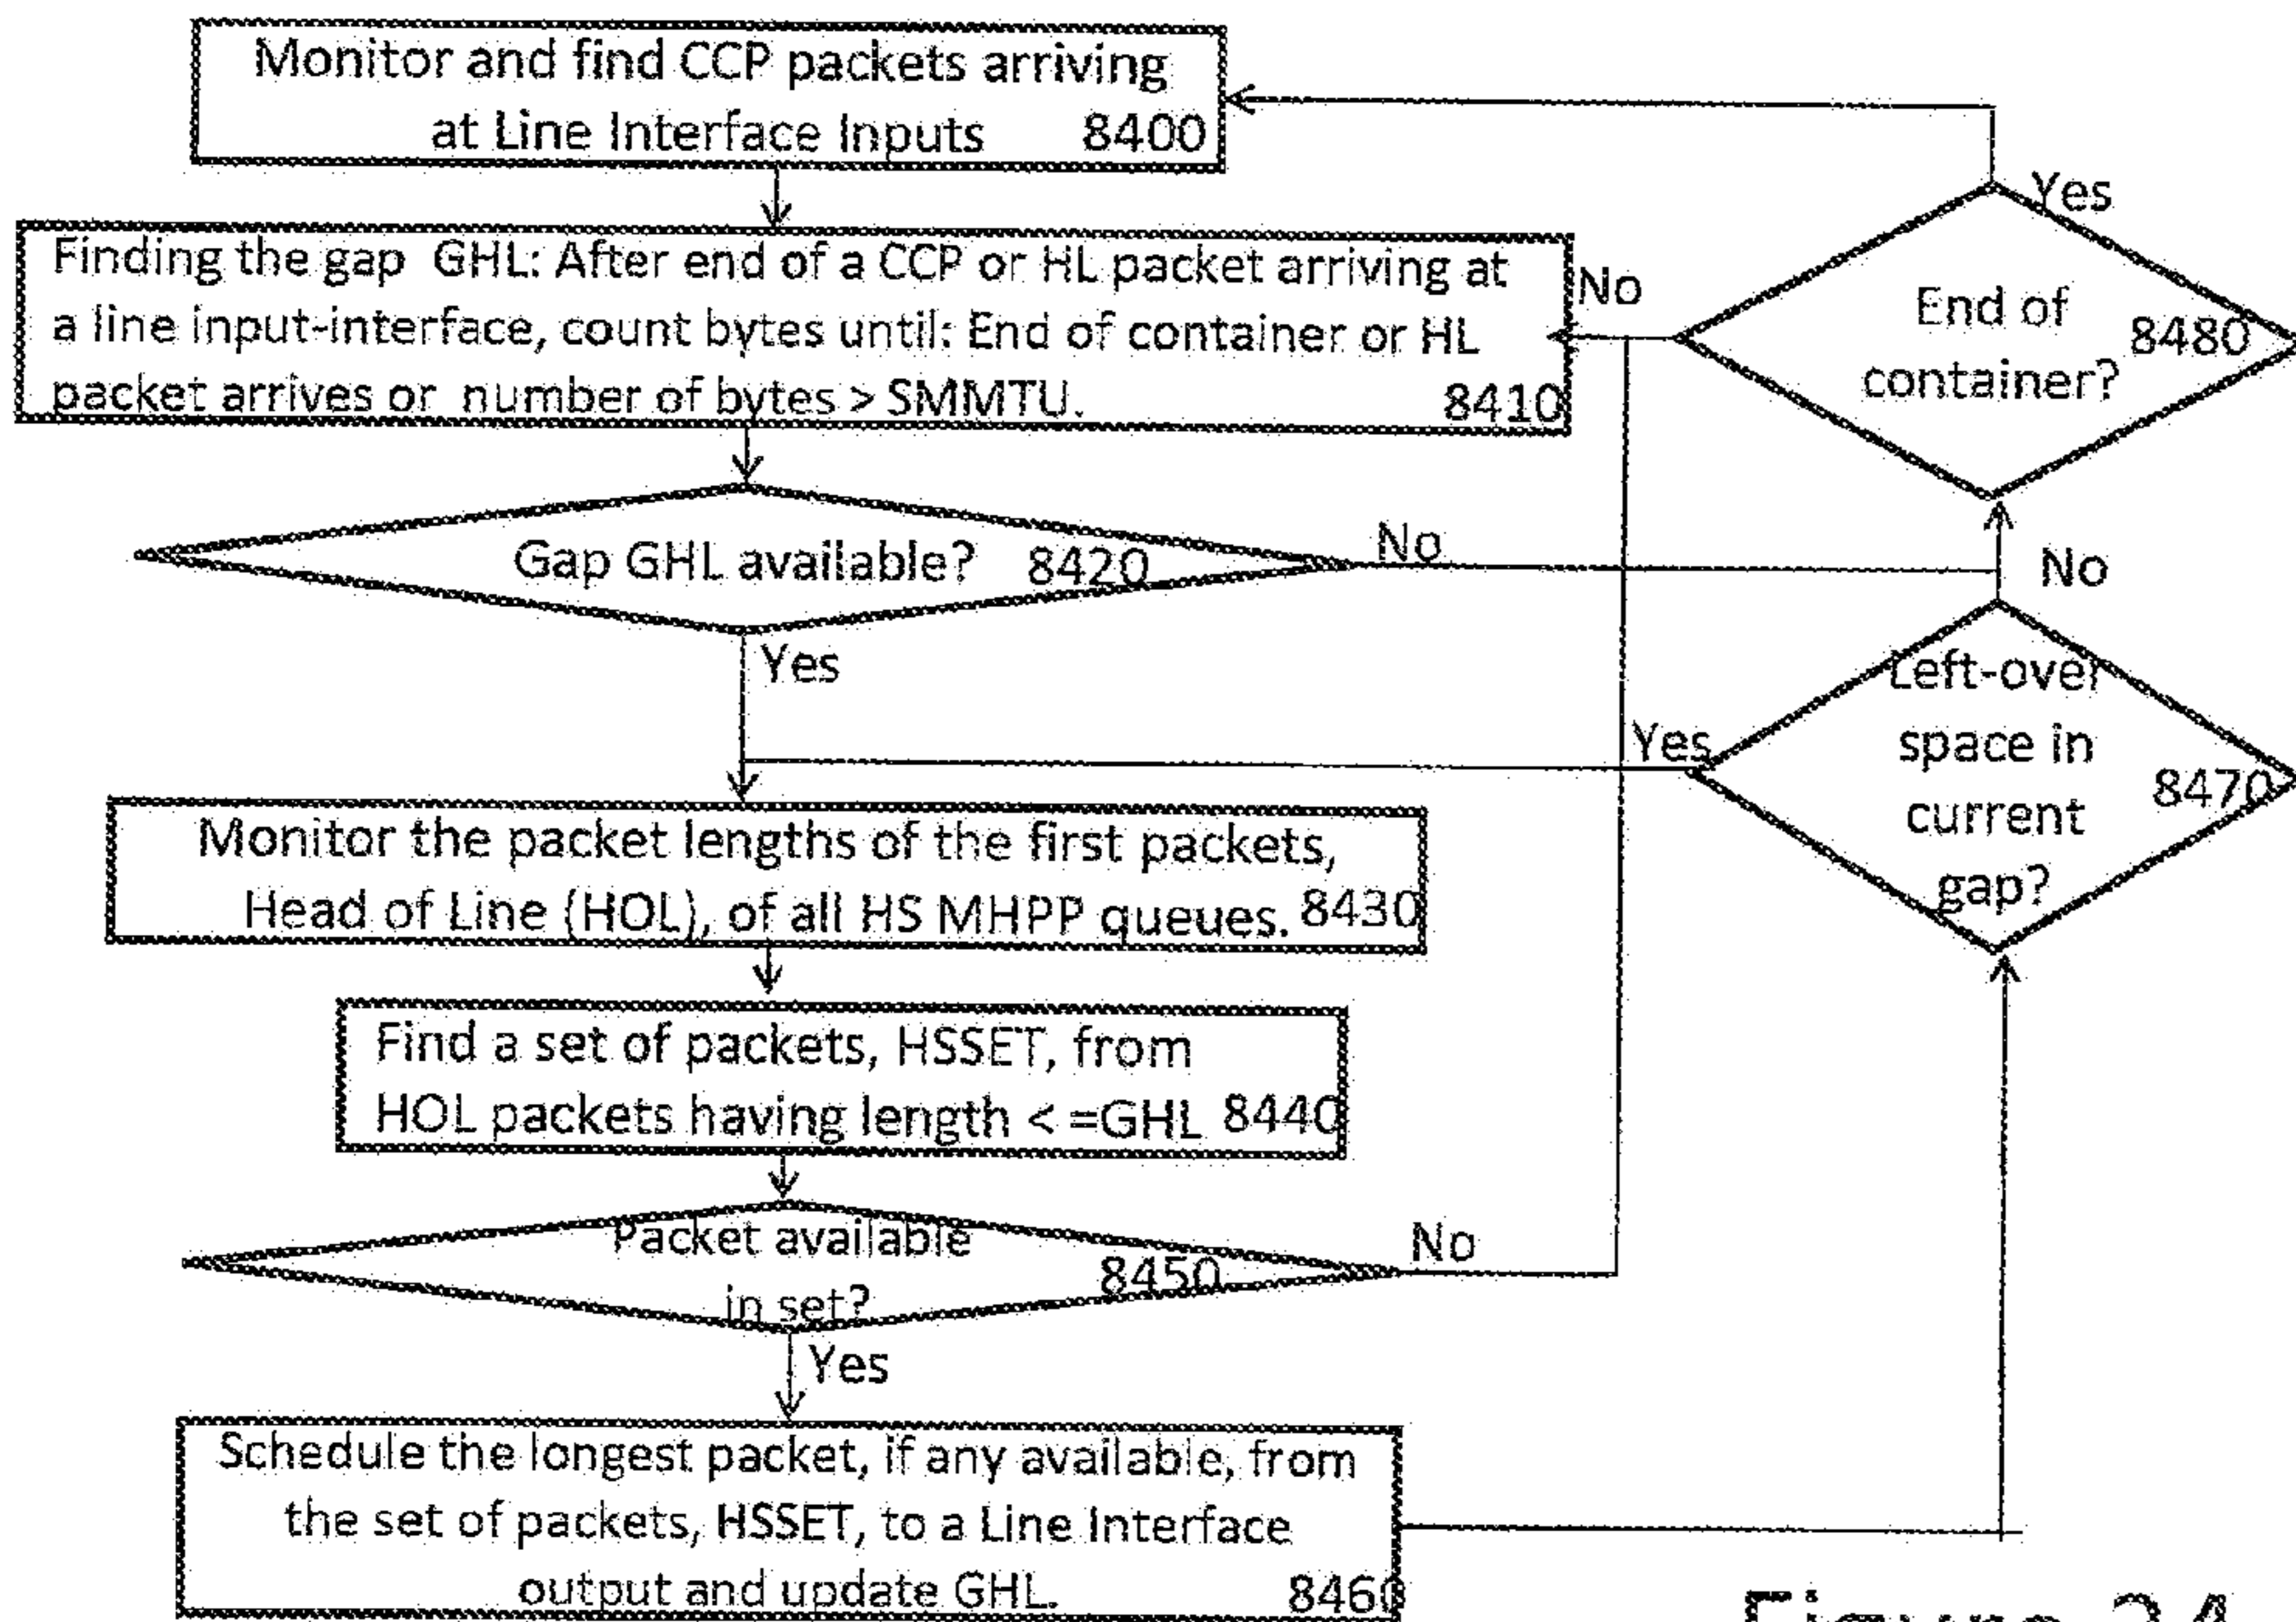 Monitor and find CCP packets arriving
at Line Interface Inputs 8400
Finding the gap GHL: After end of a CCP or HL packet arriving at
a line input-interface, count bytes until: End of container or HL
packet arrives or number of bytes > SMMTU.
8410
Gap GHL available? 8420
No
Yes
Monitor the packet lengths of the first packets,
Head of Line (HOL), of all HS MHPP queues. 8430
Find a set of packets, HSSET, from
HOL packets having length < =GHL 8440
Packet available
in set?
8450
No
Yes
Schedule the longest packet, if any available, from
the set of packets, HSSET, to a Line Interface
output and update GHL. 8460
Left-over
space in
current
gap?
8470
Yes
No
End of
container?
8480
No
Yes